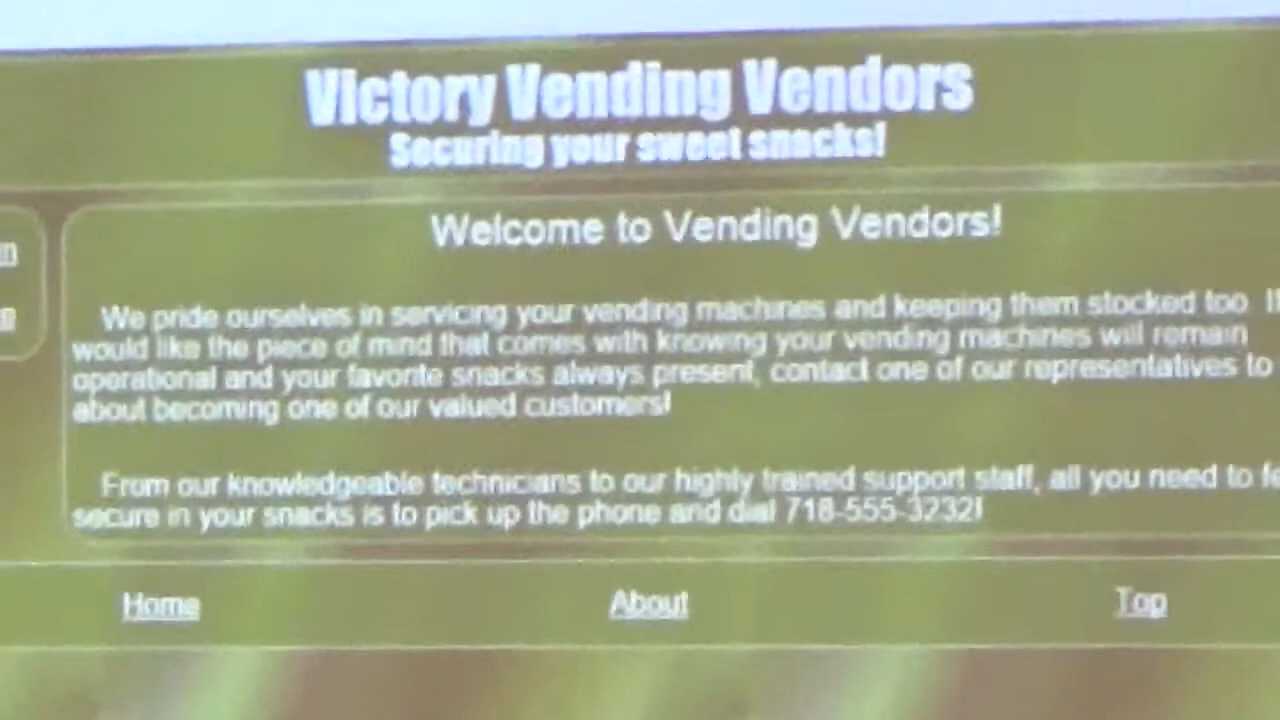 Victory Vending Vendors
Securing your sweet snacks!
Welcome to Vending Vendors!
We pride ourselves in servicing your vending machines and keeping them stocked too.
would like the piece of mind that comes with knowing your vending machines will remain
operational and your favorite snacks always present, contact one of our representatives to
about becoming one of our valued customers!
From our knowledgeable technicians to our highly trained support staff, all you need to
secure in your snacks is to pick up the phone and dial 718-555-3232!
Home About Top